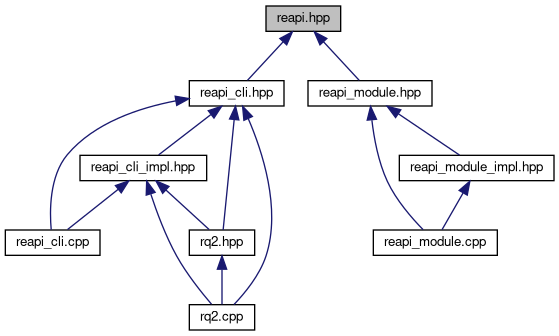 reapi.hpp
reapi_cli.hpp
reapi_module.hpp
reapi_cli_impl.hpp
reapi_module_impl.hpp
reapi_cli.cpp
rq2.hpp
reapi_module.cpp
rq2.cpp